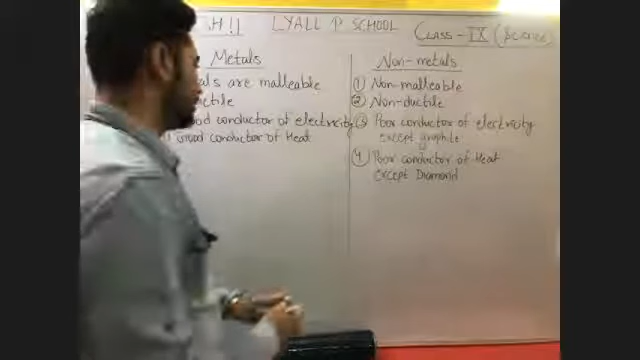 LYALL P SCHOOL
CLASS - IX (SCIENCE)
Metals
als are malleable
ctile
ood conductor of electricity
Good conductor of Heat
Non-metals
① Non-malleable
② Non-ductile
③ Poor conductor of electricity
except graphite
④ Poor conductor of Heat
except Diamond